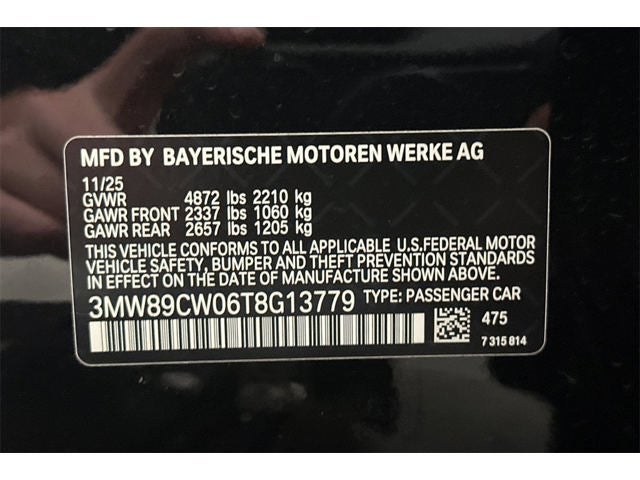 MFD BY BAYERISCHE MOTOREN WERKE AG
11/25
GVWR 4872 lbs 2210 kg
GAWR FRONT 2337 lbs 1060 kg
GAWR REAR 2657 lbs 1205 kg
THIS VEHICLE CONFORMS TO ALL APPLICABLE U.S.FEDERAL MOTOR
VEHICLE SAFETY, BUMPER AND THEFT PREVENTION STANDARDS
IN EFFECT ON THE DATE OF MANUFACTURE SHOWN ABOVE.
3MW89CW06T8G13779 TYPE: PASSENGER CAR
475
7 315 814